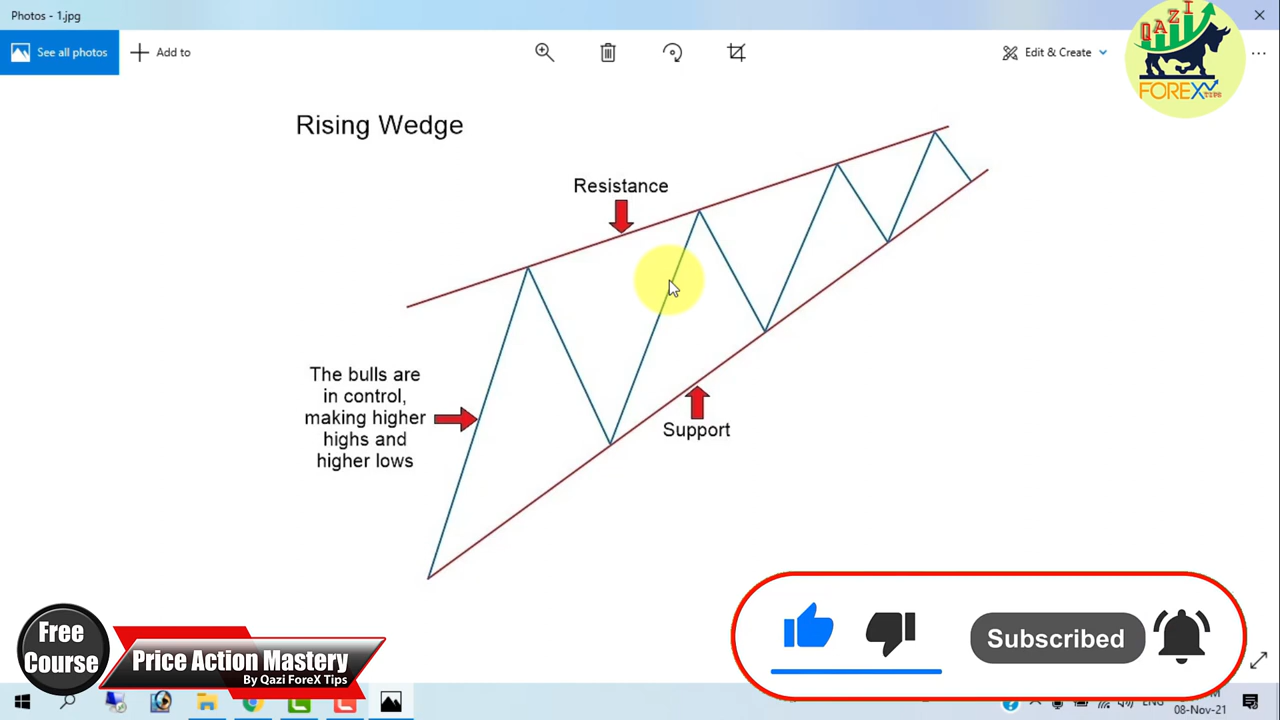 Photos - 1.jpg
See all photos
Add to
Edit & Create
QAZI
FOREX TIPS
Rising Wedge
Resistance
The bulls are
in control,
making higher
highs and
higher lows
Support
Free
Course
Price Action Mastery
By Qazi ForeX Tips
Subscribed
ENG
08-Nov-21